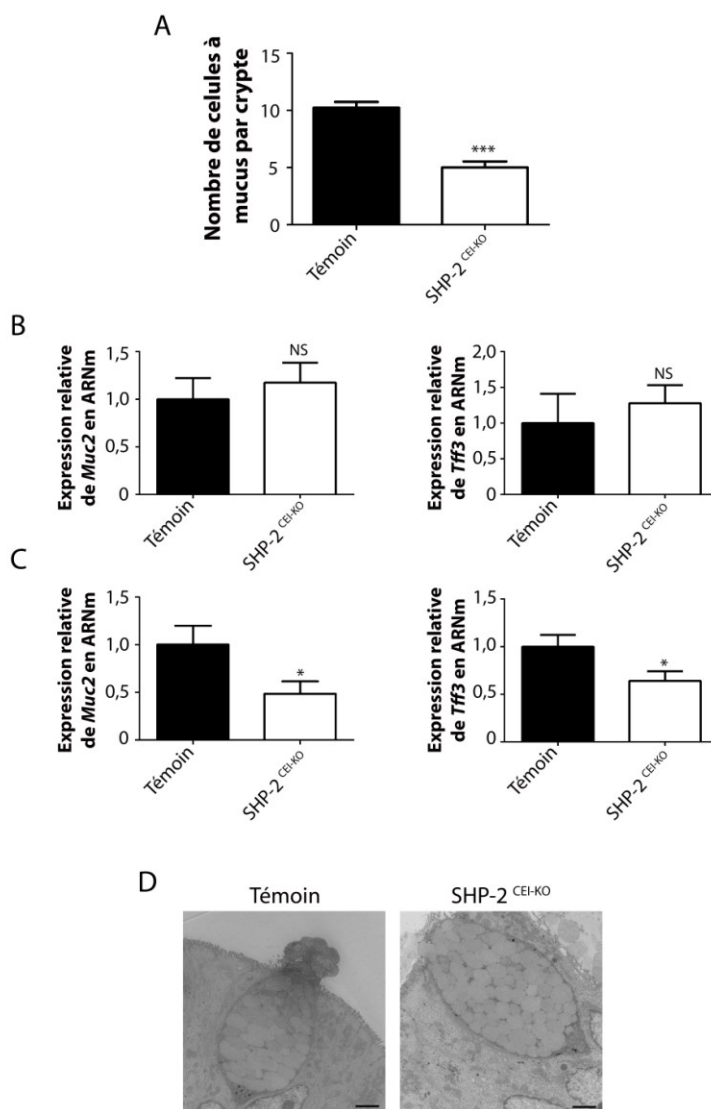 A
Nombre de celules à
mucus par crypte
15
10
5
0
***
Témoin
SHP-2 CEI-KO
B
Expression relative
de Muc2 en ARNm
1,5
1,0
0,5
0
NS
Témoin
SHP-2 CEI-KO
Expression relative
de Tff3 en ARNm
2,0
1,5
1,0
0,5
0
NS
Témoin
SHP-2 CEI-KO
C
Expression relative
de Muc2 en ARNm
1,5
1,0
0,5
0
*
Témoin
SHP-2 CEI-KO
Expression relative
de Tff3 en ARNm
1,5
1,0
0,5
0
*
Témoin
SHP-2 CEI-KO
D
Témoin
SHP-2 CEI-KO